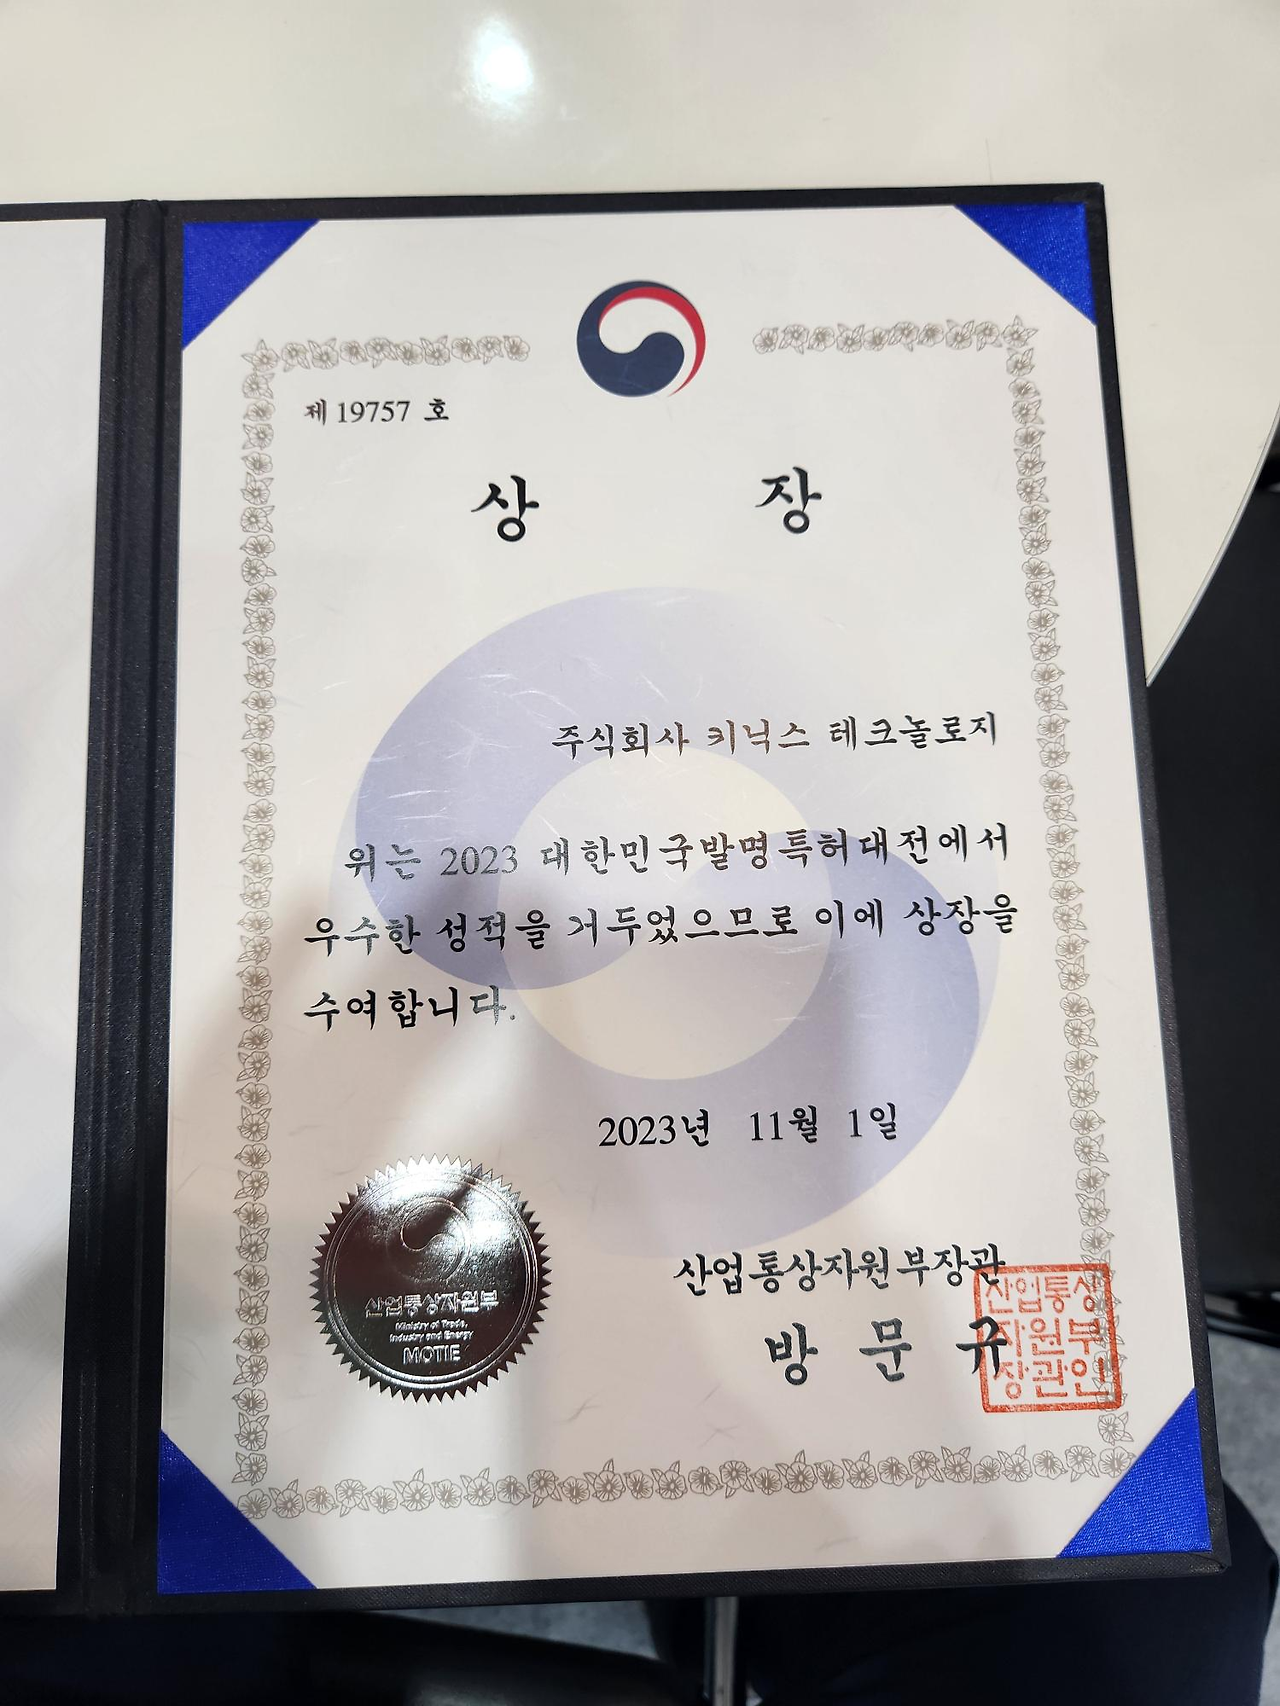 제 19757 호
상 장
주식회사 키닉스 테크놀로지
위는 2023 대한민국발명특허대전에서
우수한 성적을 거두었으므로 이에 상장을
수여합니다.
2023년 11월 1일
산업통상자원부장관
방 문 규
산업통상
자원부
장관인
산업통상자원부
Ministry of Trade,
Industry and Energy
MOTIE